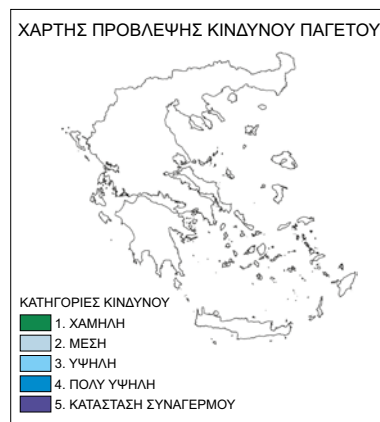 ΧΑΡΤΗΣ ΠΡΟΒΛΕΨΗΣ ΚΙΝΔΥΝΟΥ ΠΑΓΕΤΟΥ
ΚΑΤΗΓΟΡΙΕΣ ΚΙΝΔΥΝΟΥ
1. ΧΑΜΗΛΗ
2. ΜΕΣΗ
3. ΥΨΗΛΗ
4. ΠΟΛΥ ΥΨΗΛΗ
5. ΚΑΤΑΣΤΑΣΗ ΣΥΝΑΓΕΡΜΟΥ